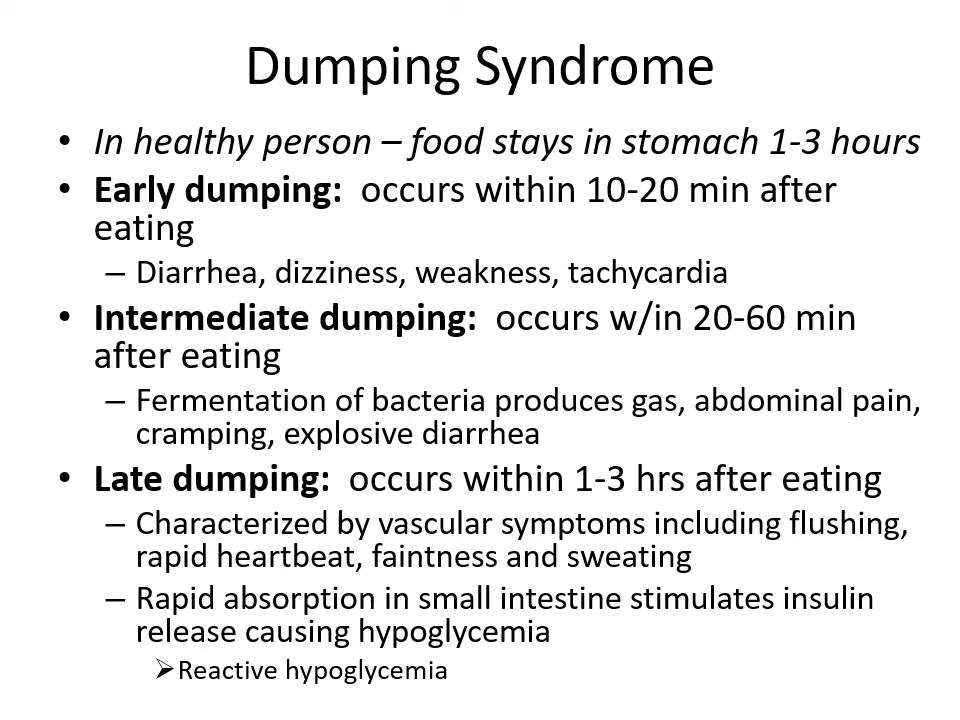 Dumping Syndrome
• In healthy person – food stays in stomach 1-3 hours
• Early dumping:  occurs within 10-20 min after
eating
– Diarrhea, dizziness, weakness, tachycardia
• Intermediate dumping:  occurs w/in 20-60 min
after eating
– Fermentation of bacteria produces gas, abdominal pain,
cramping, explosive diarrhea
• Late dumping:  occurs within 1-3 hrs after eating
– Characterized by vascular symptoms including flushing,
rapid heartbeat, faintness and sweating
– Rapid absorption in small intestine stimulates insulin
release causing hypoglycemia
➢ Reactive hypoglycemia